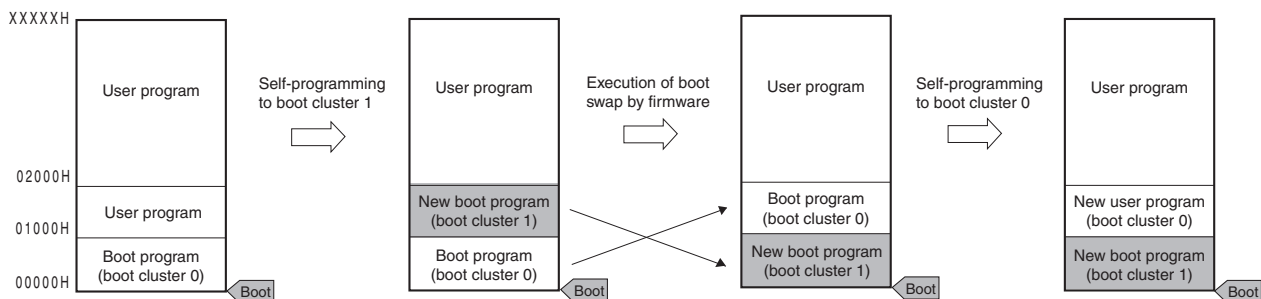 XXXXXH
User program
02000H
User program
01000H
Boot program
(boot cluster 0)
00000H
Boot
Self-programming
to boot cluster 1
User program
New boot program
(boot cluster 1)
Boot program
(boot cluster 0)
Boot
Execution of boot
swap by firmware
User program
Boot program
(boot cluster 0)
New boot program
(boot cluster 1)
Boot
Self-programming
to boot cluster 0
User program
New user program
(boot cluster 0)
New boot program
(boot cluster 1)
Boot